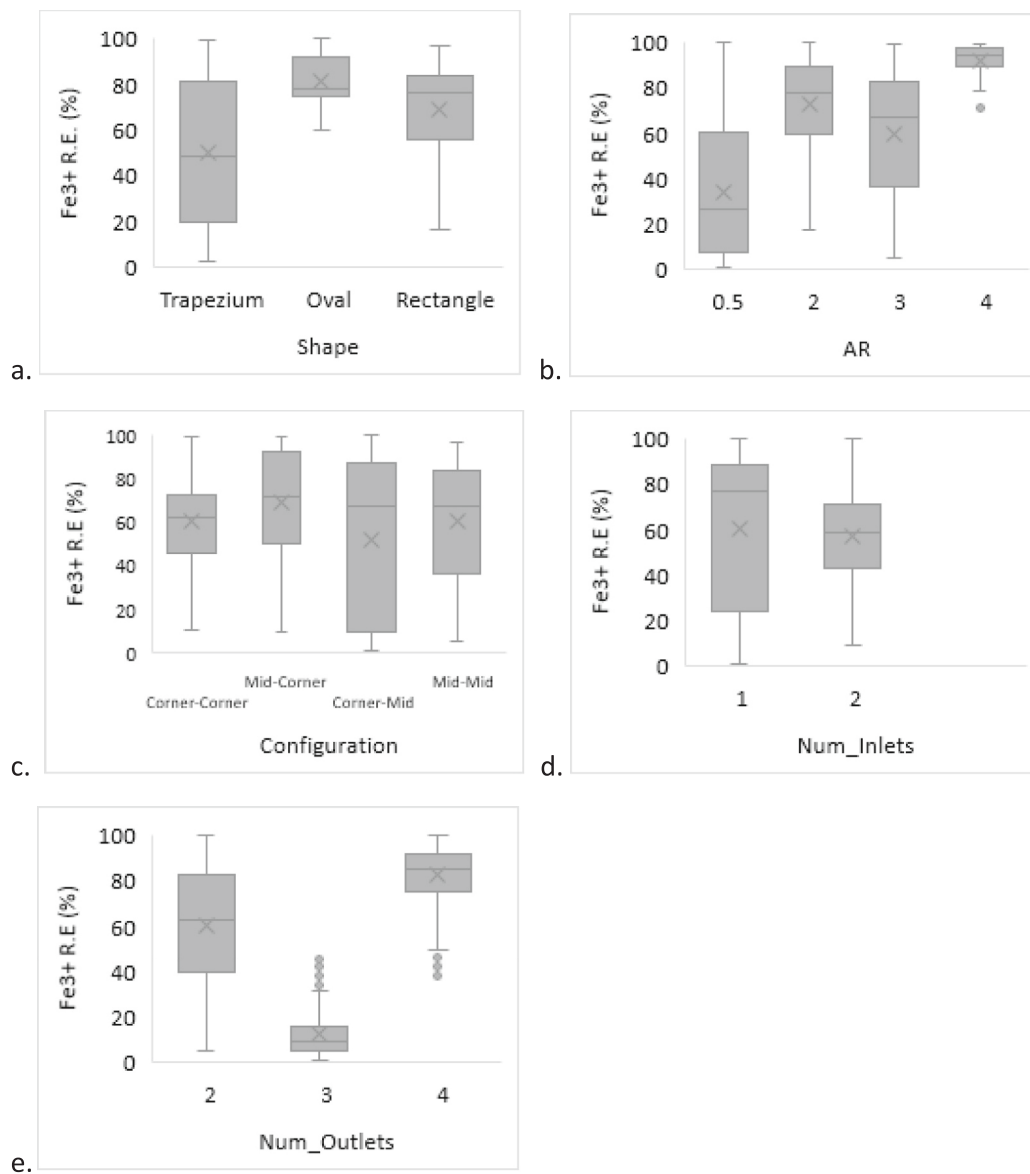 Fe3+ R.E. (%)
100
80
60
40
20
0
Trapezium Oval Rectangle
Shape
a.
Fe3+ R.E (%)
100
80
60
40
20
0
0.5 2 3 4
AR
b.
Fe3+ R.E (%)
100
80
60
40
20
0
Corner-Corner Mid-Corner Corner-Mid Mid-Mid
Configuration
c.
Fe3+ R.E (%)
100
80
60
40
20
0
1 2
Num_Inlets
d.
Fe3+ R.E (%)
100
80
60
40
20
0
2 3 4
Num_Outlets
e.